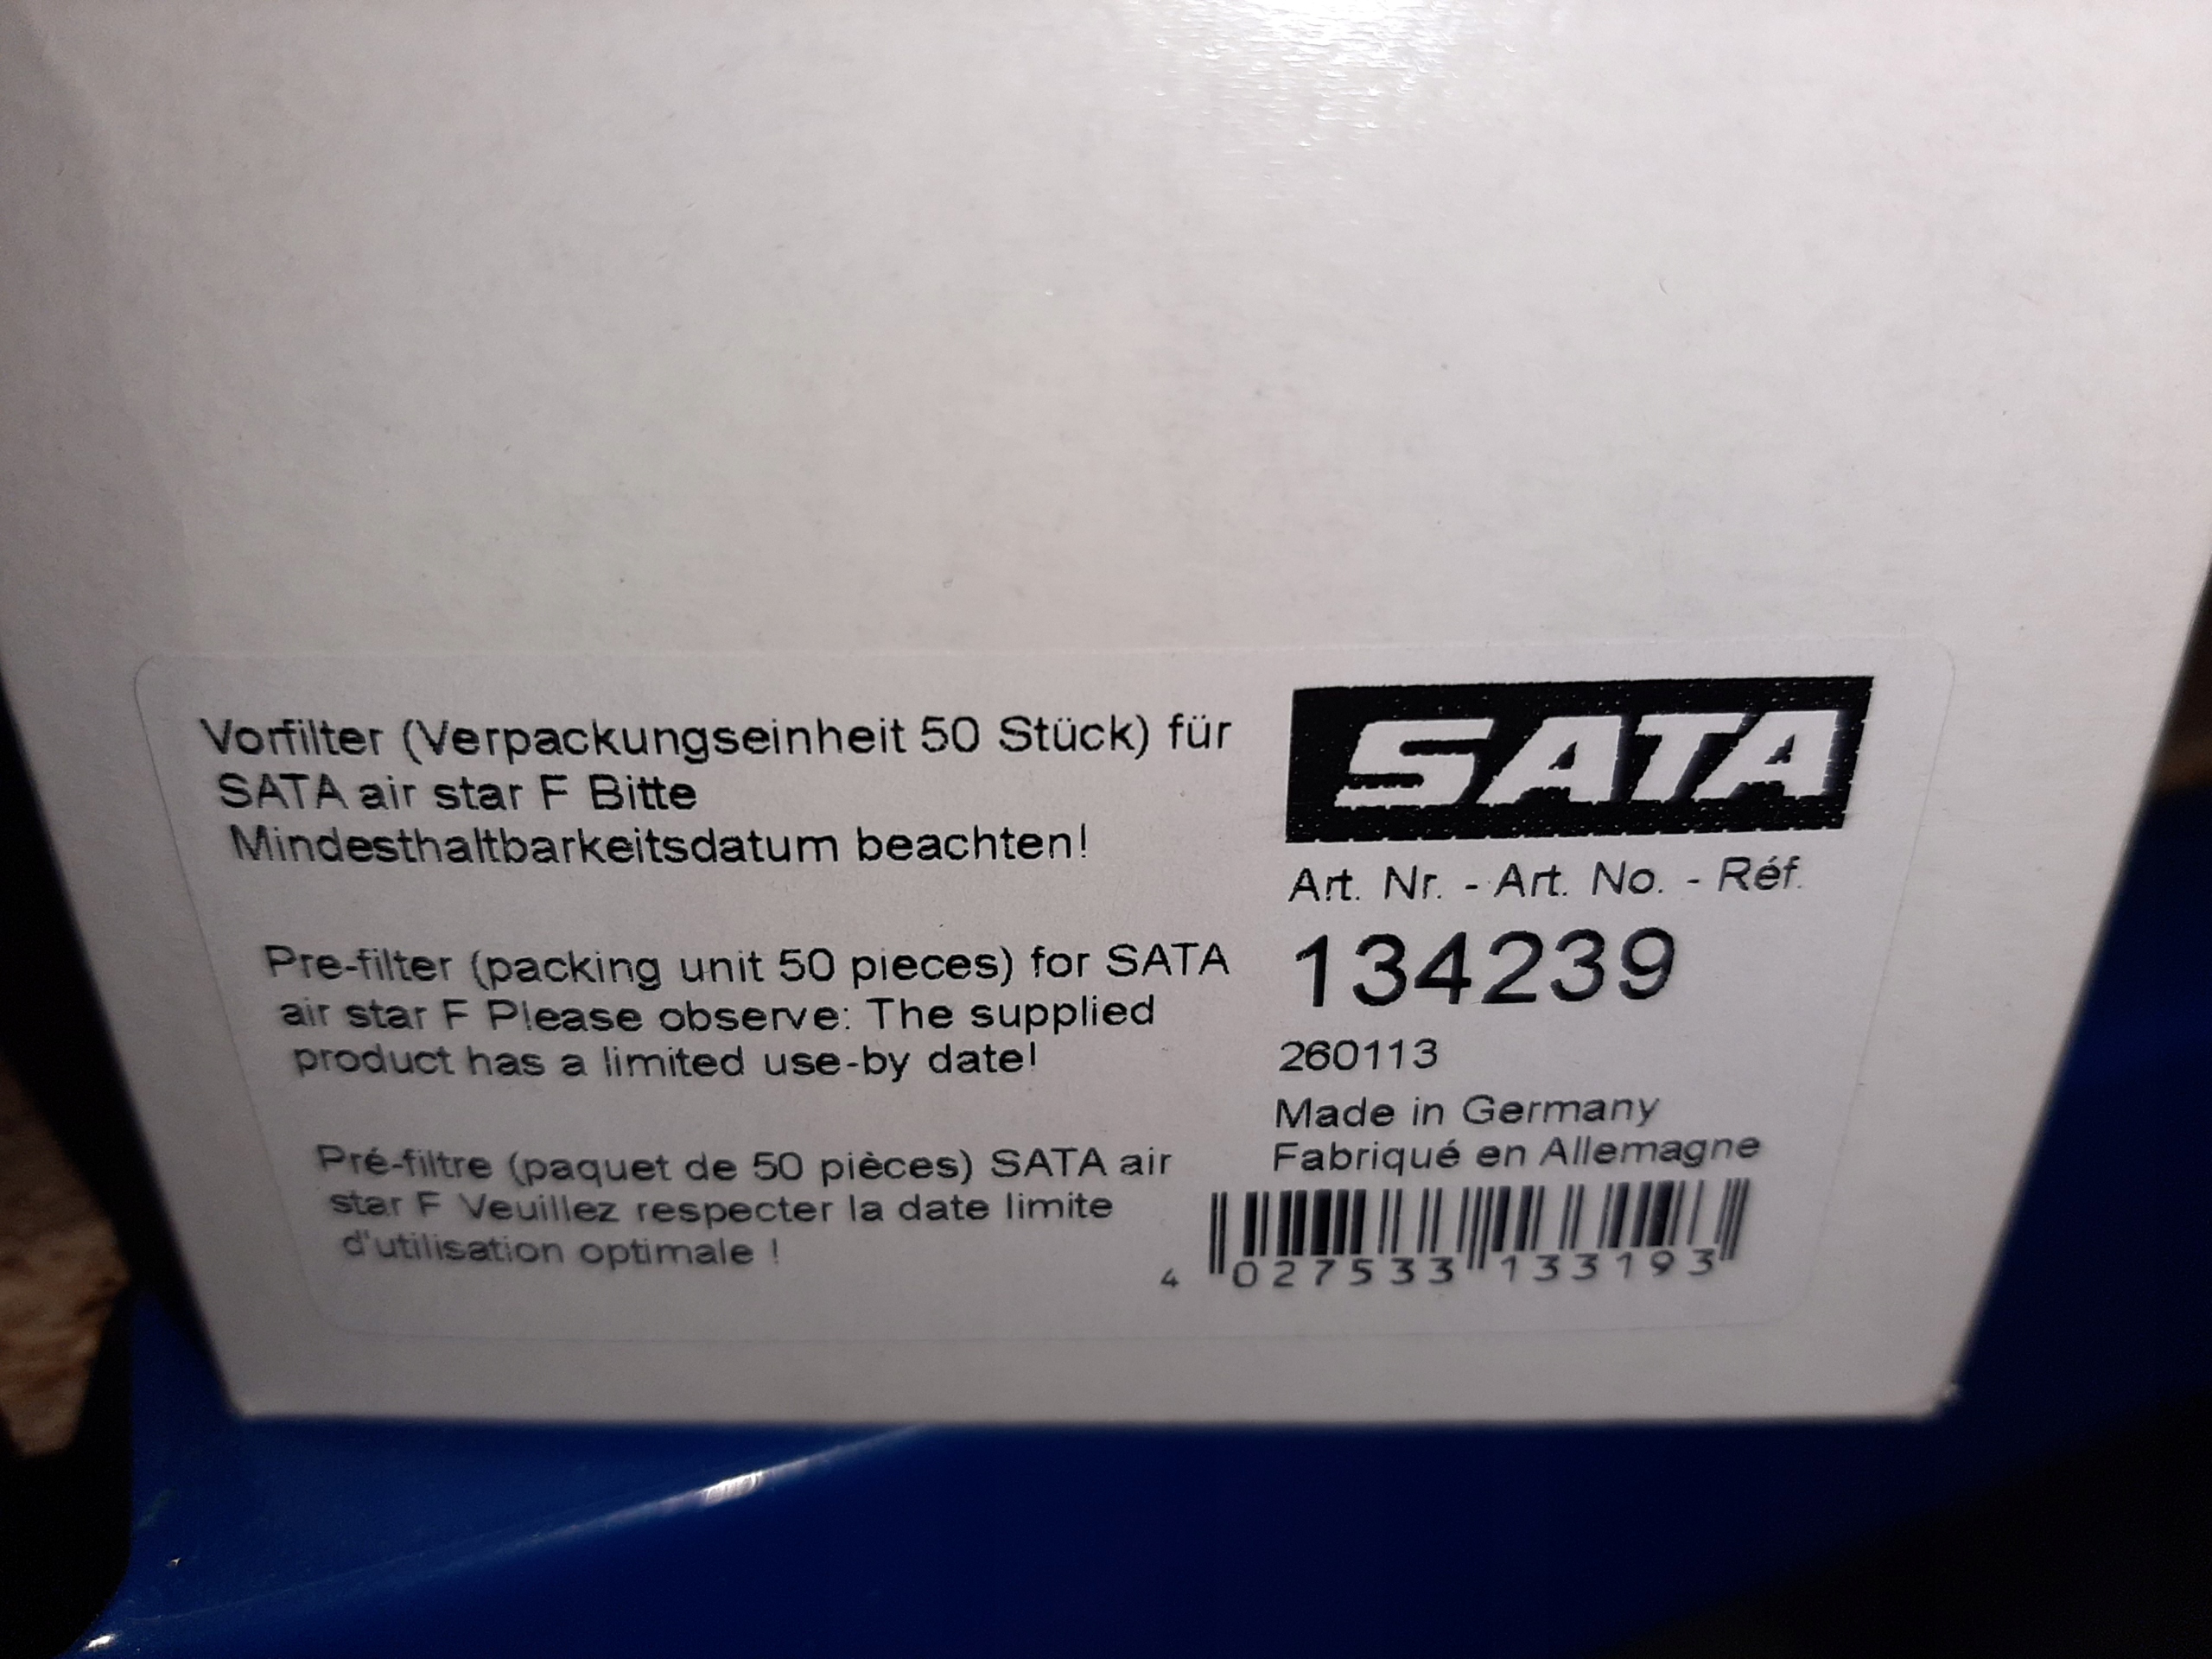 Vorfilter (Verpackungseinheit 50 Stück) für
SATA air star F Bitte
Mindesthaltbarkeitsdatum beachten!
Pre-filter (packing unit 50 pieces) for SATA
air star F Please observe: The supplied
product has a limited use-by date!
Pré-filtre (paquet de 50 pièces) SATA air
star F Veuillez respecter la date limite
d'utilisation optimale !
SATA
Art. Nr. - Art. No. - Réf.
134239
260113
Made in Germany
Fabriqué en Allemagne
4 027533 133193